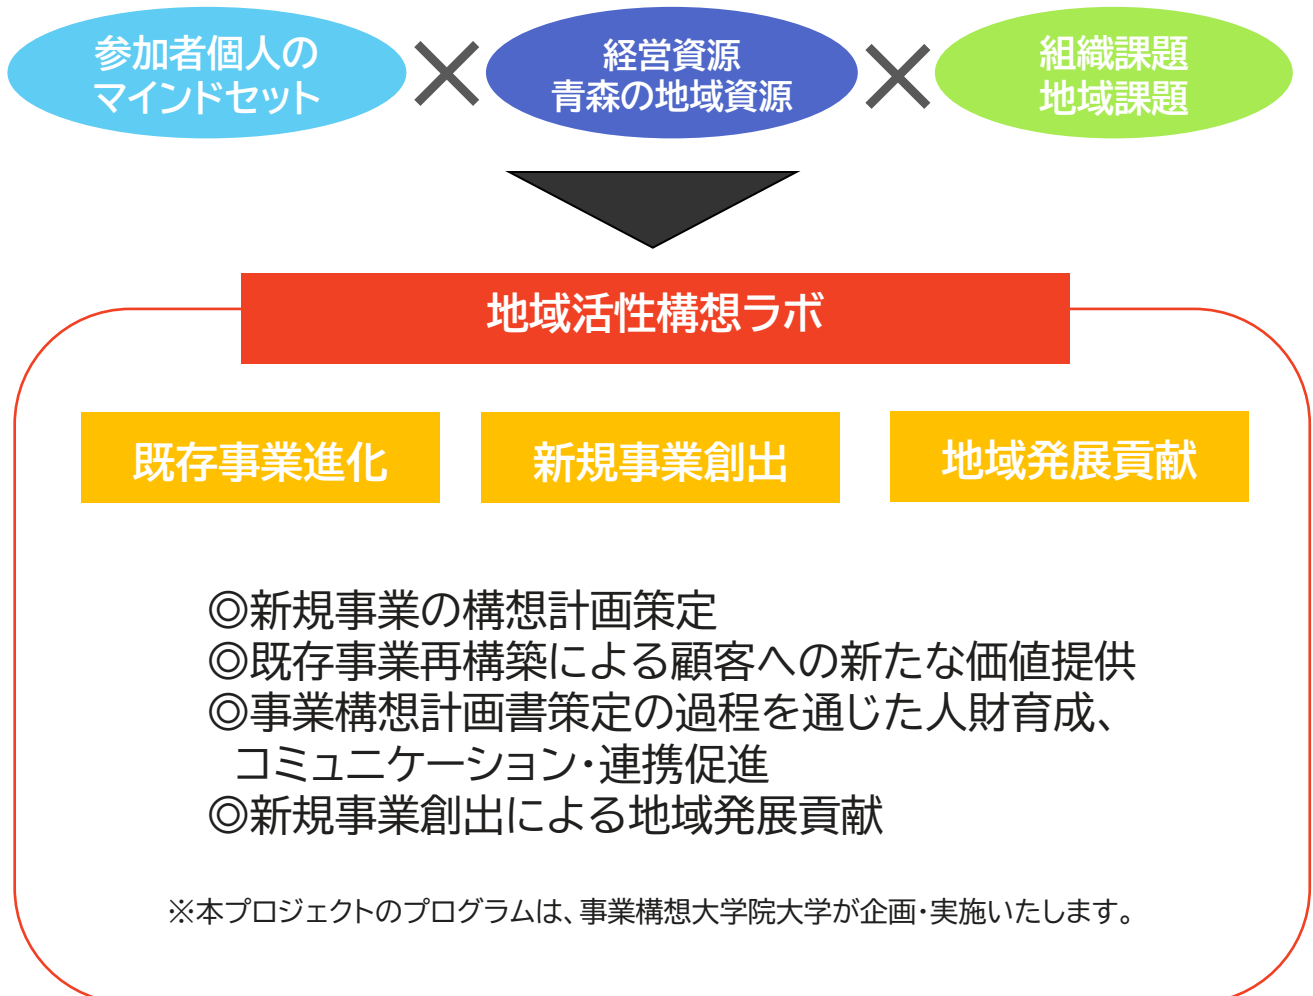 参加者個人の
マインドセット
経営資源
青森の地域資源
組織課題
地域課題
地域活性構想ラボ
既存事業進化
新規事業創出
地域発展貢献
◎新規事業の構想計画策定
◎既存事業再構築による顧客への新たな価値提供
◎事業構想計画書策定の過程を通じた人財育成、
コミュニケーション・連携促進
◎新規事業創出による地域発展貢献
※本プロジェクトのプログラムは、事業構想大学院大学が企画・実施いたします。